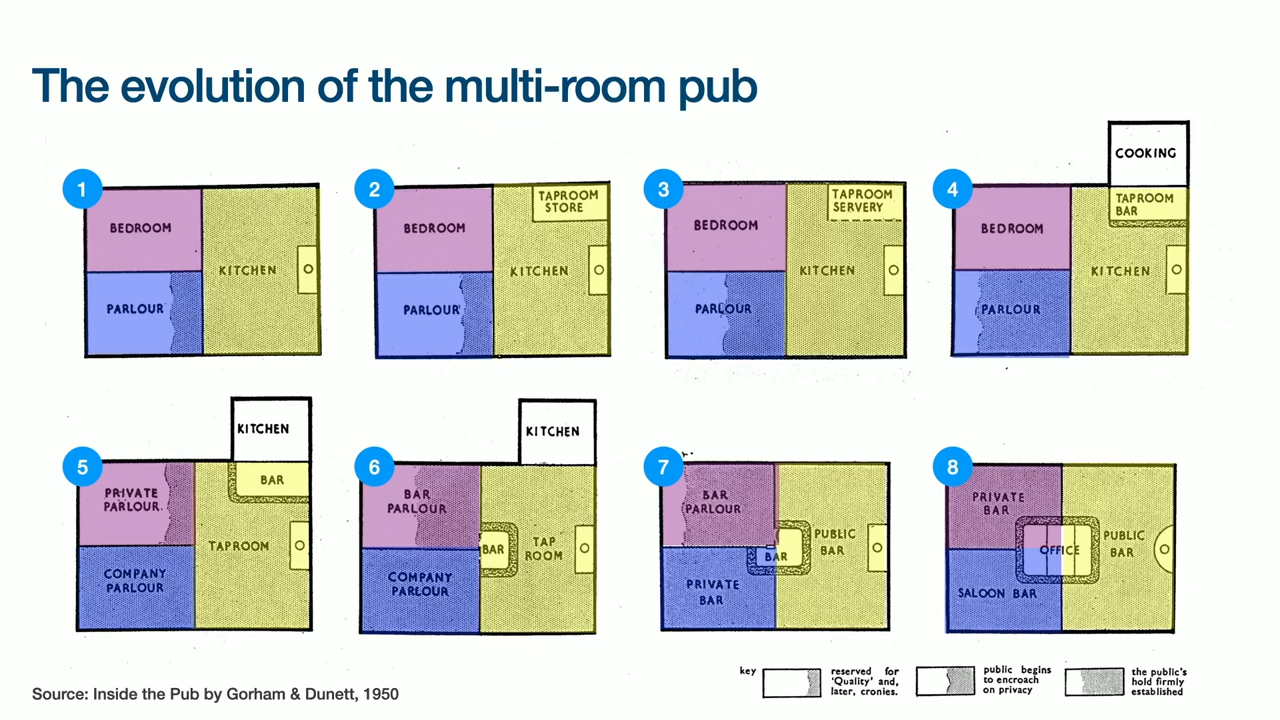 The evolution of the multi-room pub
1
BEDROOM
PARLOUR
KITCHEN
2
BEDROOM
PARLOUR
TAPROOM
STORE
KITCHEN
3
BEDROOM
PARLOUR
TAPROOM
SERVERY
KITCHEN
4
COOKING
BEDROOM
PARLOUR
TAPROOM
BAR
KITCHEN
5
KITCHEN
PRIVATE
PARLOUR
COMPANY
PARLOUR
BAR
TAPROOM
6
KITCHEN
BAR
PARLOUR
COMPANY
PARLOUR
BAR
TAP
ROOM
7
BAR
PARLOUR
PRIVATE
BAR
BAR
PUBLIC
BAR
8
PRIVATE
BAR
SALOON BAR
OFFICE
PUBLIC
BAR
key
reserved for
'Quality' and,
later, cronies.
public begins
to encroach
on privacy
the public's
hold firmly
established
Source: Inside the Pub by Gorham & Dunett, 1950